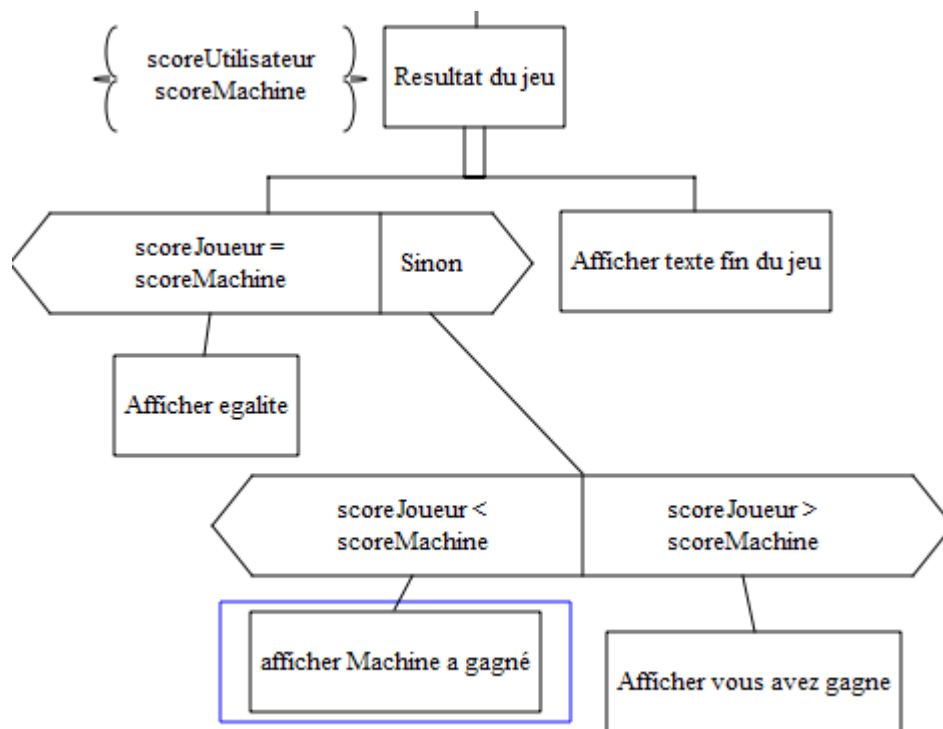 scoreUtilisateur
scoreMachine
Resultat du jeu
scoreJoueur =
scoreMachine
Sinon
Afficher texte fin du jeu
Afficher egalite
scoreJoueur <
scoreMachine
scoreJoueur >
scoreMachine
afficher Machine a gagné
Afficher vous avez gagne